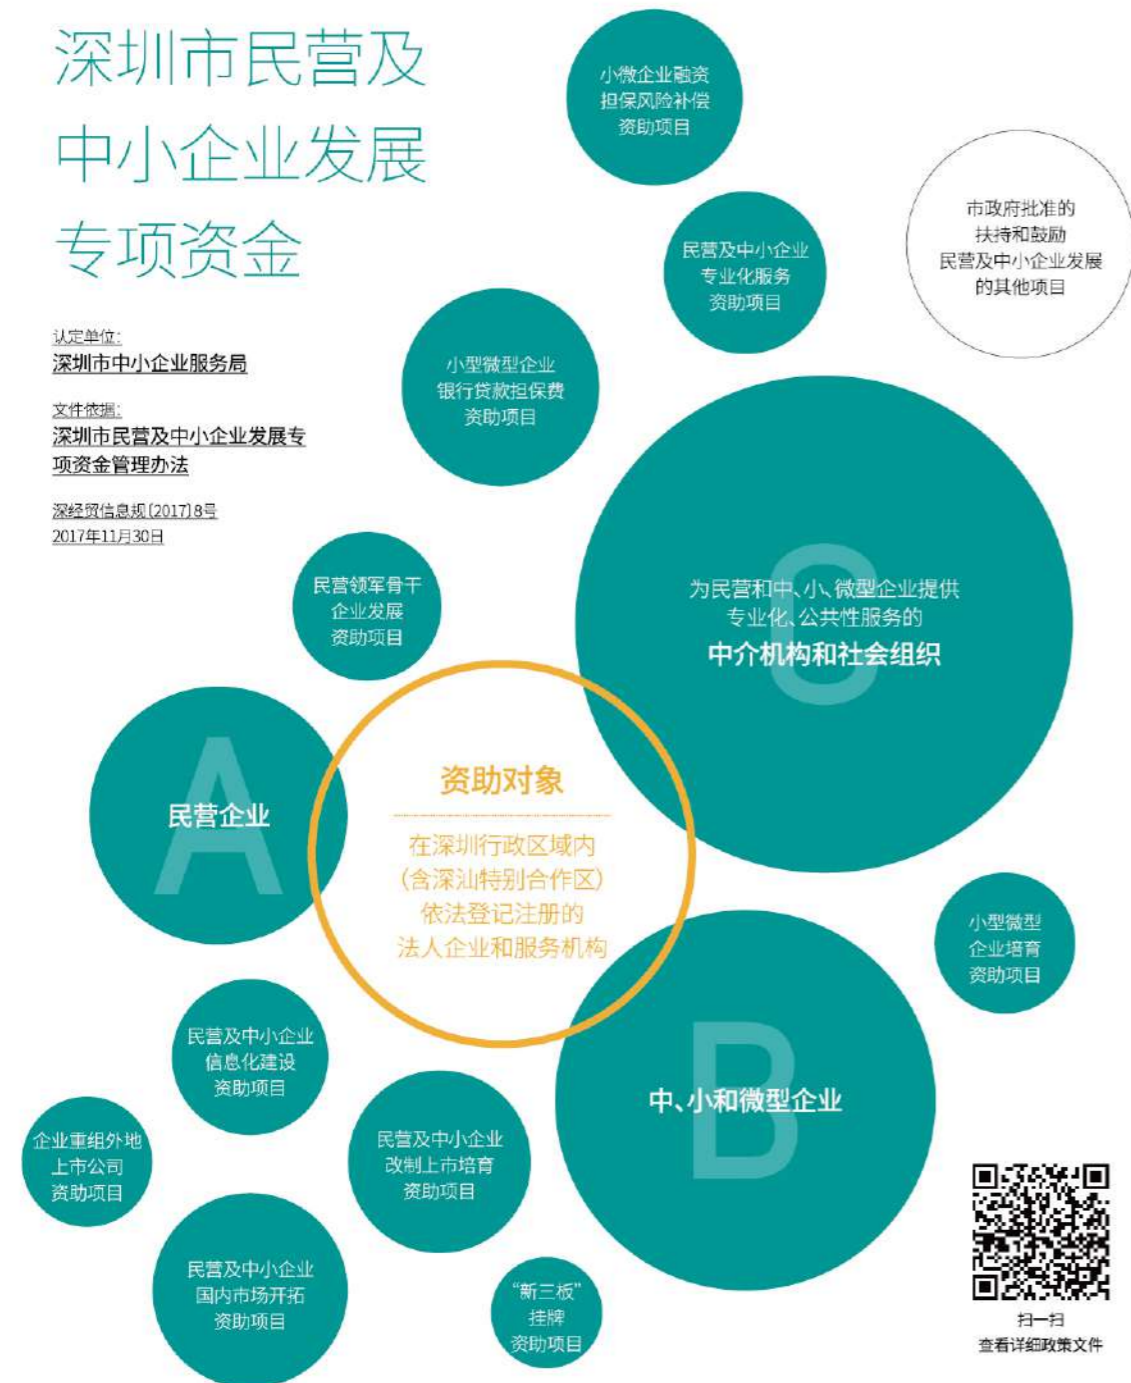 深圳市民营及
中小企业发展
专项资金
认定单位:
深圳市中小企业服务局
文件依据:
深圳市民营及中小企业发展专
项资金管理办法
深经贸信息规〔2017〕8号
2017年11月30日
小微企业融资
担保风险补偿
资助项目
民营及中小企业
专业化服务
资助项目
市政府批准的
扶持和鼓励
民营及中小企业发展
的其他项目
小型微型企业
银行贷款担保费
资助项目
民营领军骨干
企业发展
资助项目
C
为民营和中、小、微型企业提供
专业化、公共性服务的
中介机构和社会组织
A
民营企业
资助对象
在深圳行政区域内
(含深汕特别合作区)
依法登记注册的
法人企业和服务机构
小型微型
企业培育
资助项目
B
中、小和微型企业
民营及中小企业
信息化建设
资助项目
企业重组外地
上市公司
资助项目
民营及中小企业
改制上市培育
资助项目
民营及中小企业
国内市场开拓
资助项目
“新三板”
挂牌
资助项目
扫一扫
查看详细政策文件